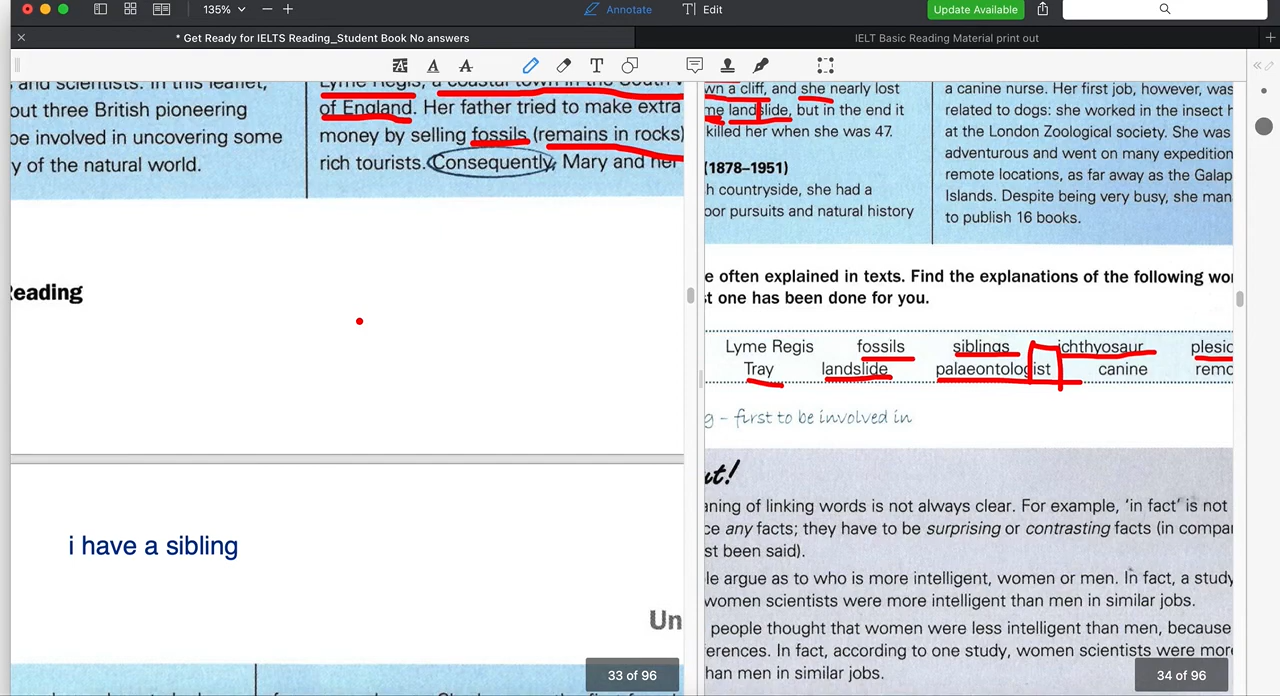 135%
Annotate
T Edit
Update Available
* Get Ready for IELTS Reading_Student Book No answers
IELT Basic Reading Material print out
and scientists. In this leaflet,
out three British pioneering
be involved in uncovering some
y of the natural world.
Lyme Regis, a coastal town in the South
of England. Her father tried to make extra
money by selling fossils (remains in rocks)
rich tourists. Consequently, Mary and her
Reading
i have a sibling
Un
33 of 96
wn a cliff, and she nearly lost
me landslide, but in the end it
killed her when she was 47.
(1878–1951)
h countryside, she had a
oor pursuits and natural history
a canine nurse. Her first job, however, was
related to dogs: she worked in the insect h
at the London Zoological society. She was
adventurous and went on many expedition
remote locations, as far away as the Galap
Islands. Despite being very busy, she man
to publish 16 books.
e often explained in texts. Find the explanations of the following wor
st one has been done for you.
Lyme Regis fossils siblings ichthyosaur plesio
Tray landslide palaeontologist canine remo
g – first to be involved in
ut!
aning of linking words is not always clear. For example, 'in fact' is not
ce any facts; they have to be surprising or contrasting facts (in compar
st been said).
le argue as to who is more intelligent, women or men. In fact, a study
women scientists were more intelligent than men in similar jobs.
people thought that women were less intelligent than men, because
erences. In fact, according to one study, women scientists were more
han men in similar jobs.
34 of 96